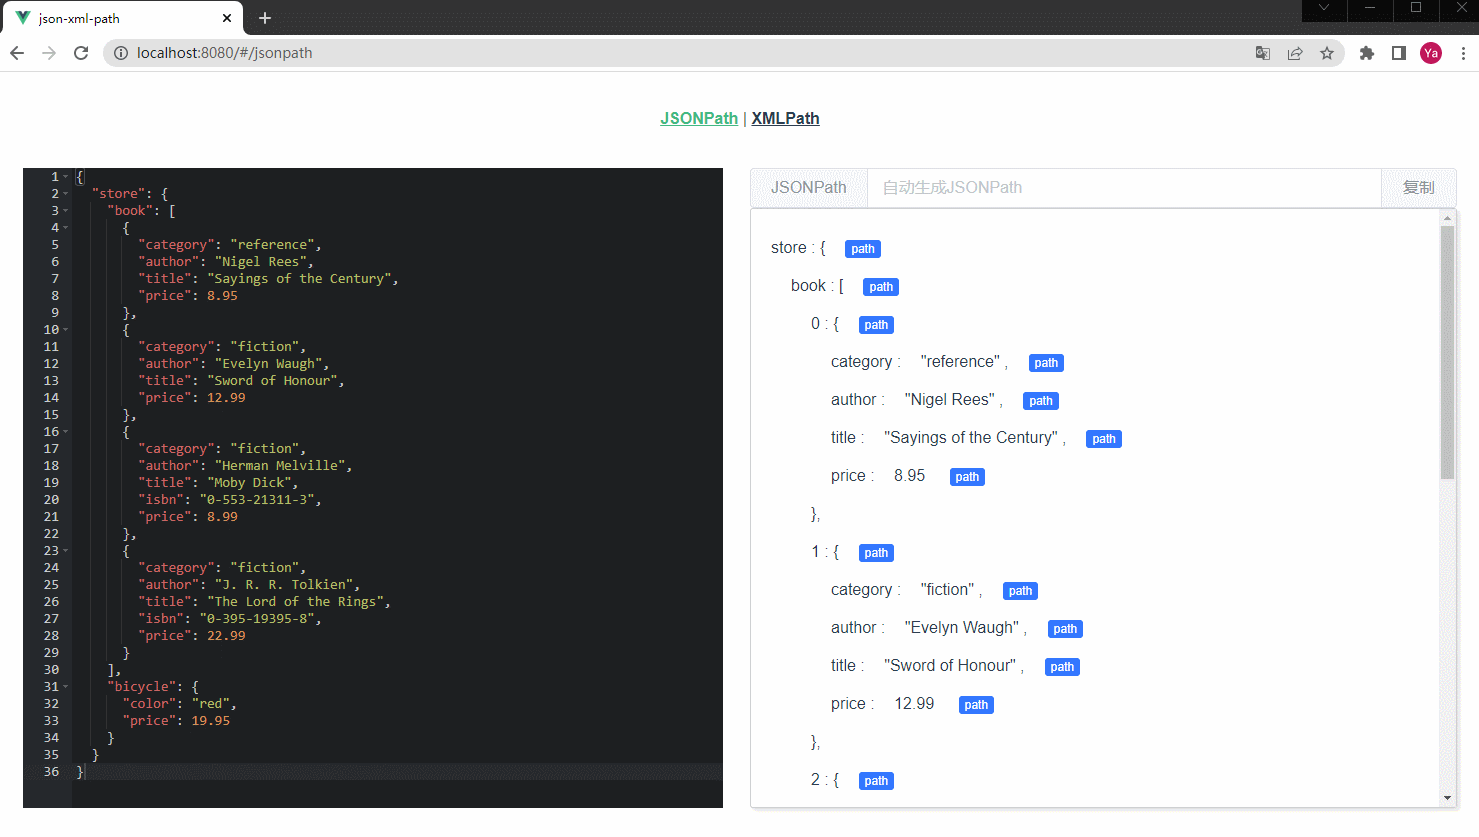 json-xml-path
localhost:8080/#/jsonpath
Ya
JSONPath | XMLPath
1 {
2 "store": {
3 "book": [
4 {
5 "category": "reference",
6 "author": "Nigel Rees",
7 "title": "Sayings of the Century",
8 "price": 8.95
9 },
10 {
11 "category": "fiction",
12 "author": "Evelyn Waugh",
13 "title": "Sword of Honour",
14 "price": 12.99
15 },
16 {
17 "category": "fiction",
18 "author": "Herman Melville",
19 "title": "Moby Dick",
20 "isbn": "0-553-21311-3",
21 "price": 8.99
22 },
23 {
24 "category": "fiction",
25 "author": "J. R. R. Tolkien",
26 "title": "The Lord of the Rings",
27 "isbn": "0-395-19395-8",
28 "price": 22.99
29 }
30 ],
31 "bicycle": {
32 "color": "red",
33 "price": 19.95
34 }
35 }
36 }
JSONPath 自动生成JSONPath 复制
store : { path
book : [ path
0 : { path
category : "reference" , path
author : "Nigel Rees" , path
title : "Sayings of the Century" , path
price : 8.95 path
},
1 : { path
category : "fiction" , path
author : "Evelyn Waugh" , path
title : "Sword of Honour" , path
price : 12.99 path
},
2 : { path